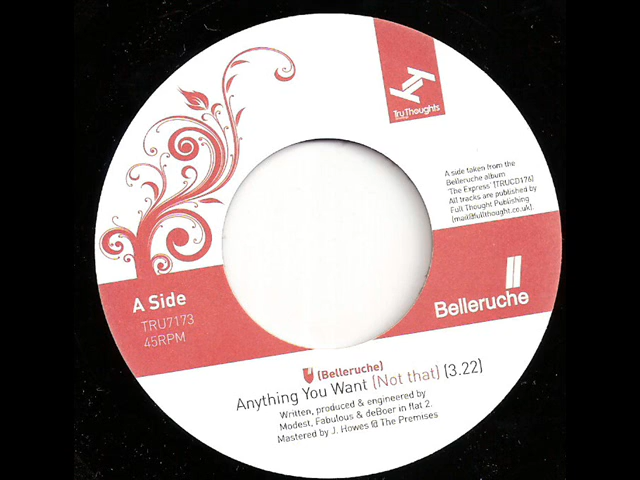 Tru Thoughts
A side taken from the
Belleruche album
'The Express' [TRUCD176]
All tracks are published by
Full Thought Publishing
(mail@fullthought.co.uk).
Belleruche
A Side
TRU7173
45RPM
(Belleruche)
Anything You Want (Not that) (3.22)
Written, produced & engineered by
Modest, Fabulous & deBoer in flat 2.
Mastered by J. Howes @ The Premises